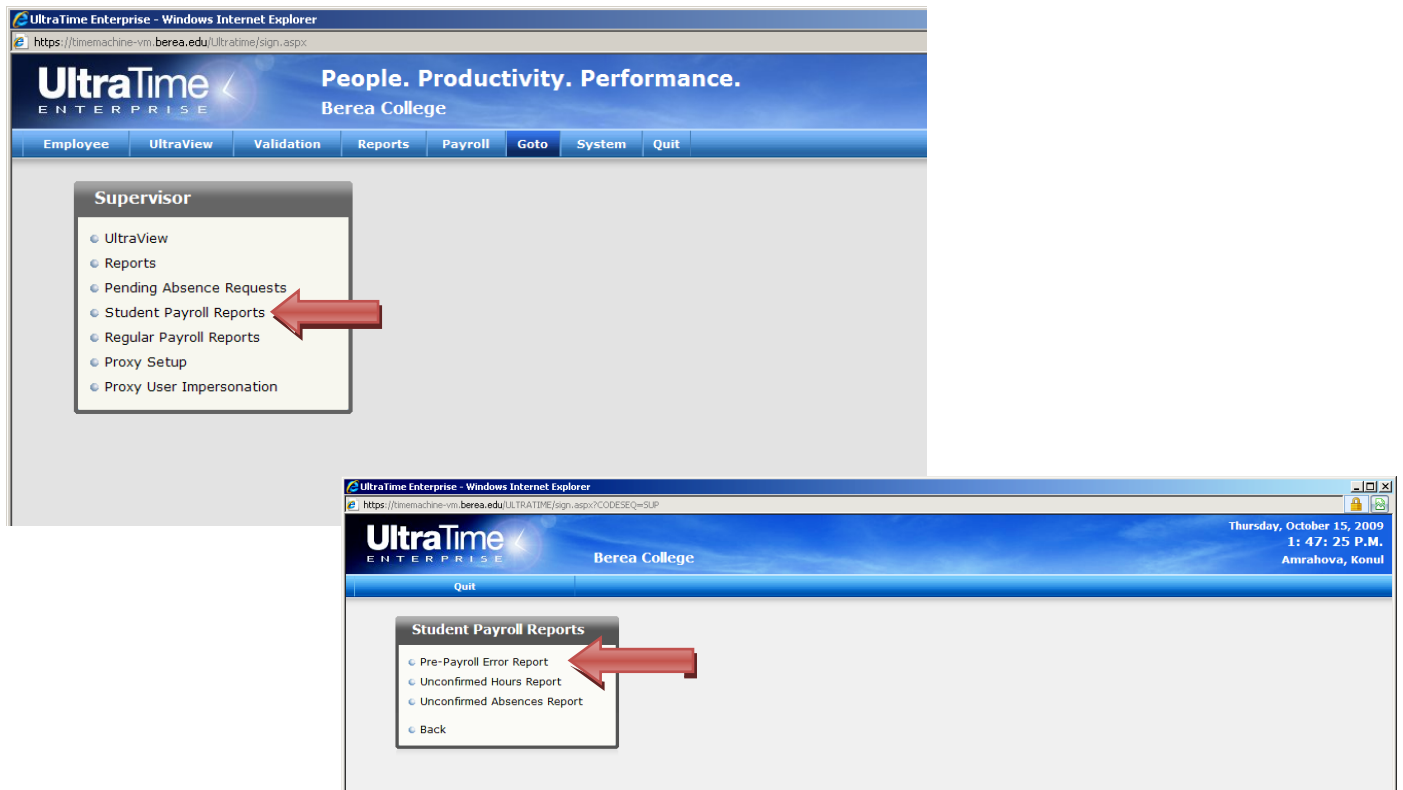 UltraTime Enterprise - Windows Internet Explorer
https://timemachine-vm.berea.edu/Ultratime/sign.aspx
UltraTime
ENTERPRISE
People. Productivity. Performance.
Berea College
Employee UltraView Validation Reports Payroll Goto System Quit
Supervisor
UltraView
Reports
Pending Absence Requests
Student Payroll Reports
Regular Payroll Reports
Proxy Setup
Proxy User Impersonation
UltraTime Enterprise - Windows Internet Explorer
https://timemachine-vm.berea.edu/ULTRATIME/sign.aspx?CODESEQ=SUP
UltraTime
ENTERPRISE
Berea College
Thursday, October 15, 2009
1: 47: 25 P.M.
Amrahova, Konul
Quit
Student Payroll Reports
Pre-Payroll Error Report
Unconfirmed Hours Report
Unconfirmed Absences Report
Back